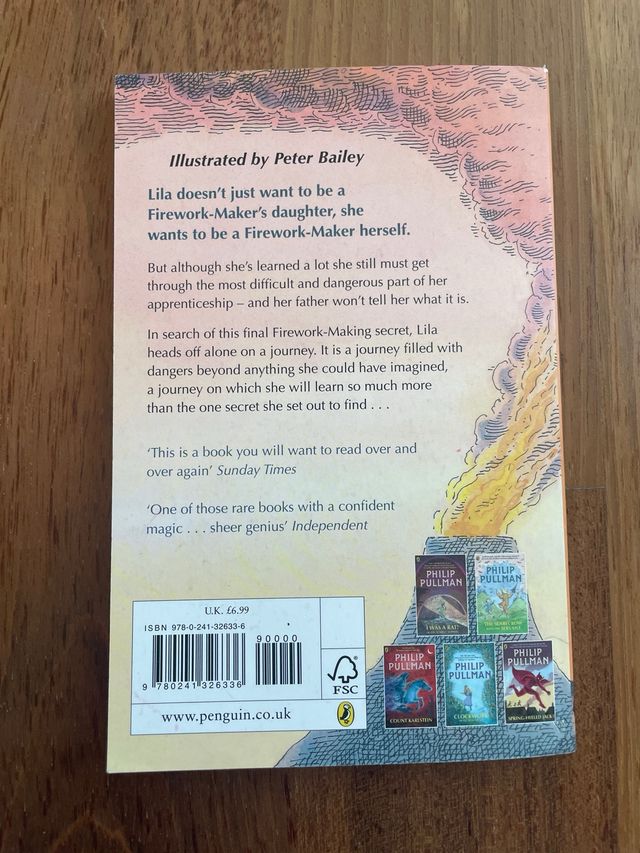 Illustrated by Peter Bailey
Lila doesn't just want to be a
Firework-Maker's daughter, she
wants to be a Firework-Maker herself.
But although she's learned a lot she still must get
through the most difficult and dangerous part of her
apprenticeship – and her father won't tell her what it is.
In search of this final Firework-Making secret, Lila
heads off alone on a journey. It is a journey filled with
dangers beyond anything she could have imagined,
a journey on which she will learn so much more
than the one secret she set out to find . . .
'This is a book you will want to read over and
over again' Sunday Times
'One of those rare books with a confident
magic . . . sheer genius' Independent
PHILIP
PULLMAN
I WAS A RAT!
PHILIP
PULLMAN
THE SCARECROW
PHILIP
PULLMAN
COUNT KARLSTEIN
PHILIP
PULLMAN
CLOCKWORK
PHILIP
PULLMAN
SPRING-HEELED JACK
U.K. £6.99
ISBN 978-0-241-32633-6
90000
9 780241 326336
FSC
www.penguin.co.uk